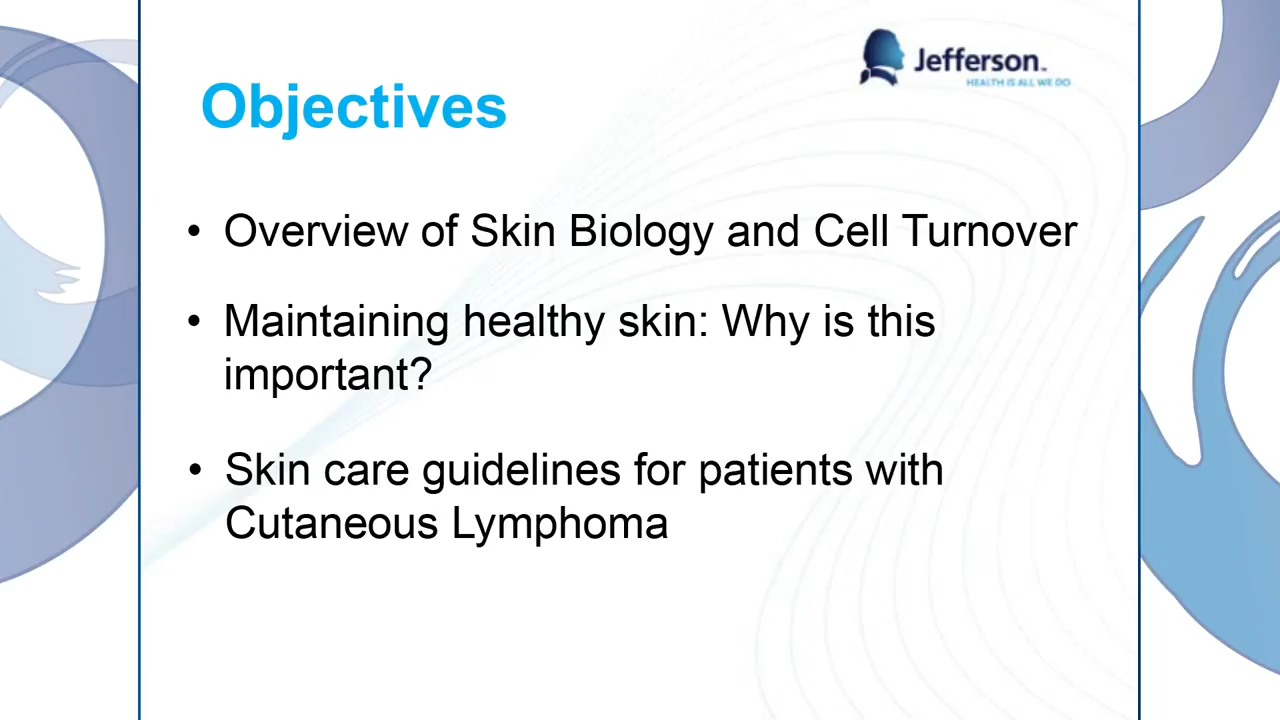 Jefferson™
HEALTH IS ALL WE DO
Objectives
• Overview of Skin Biology and Cell Turnover
• Maintaining healthy skin: Why is this
important?
• Skin care guidelines for patients with
Cutaneous Lymphoma